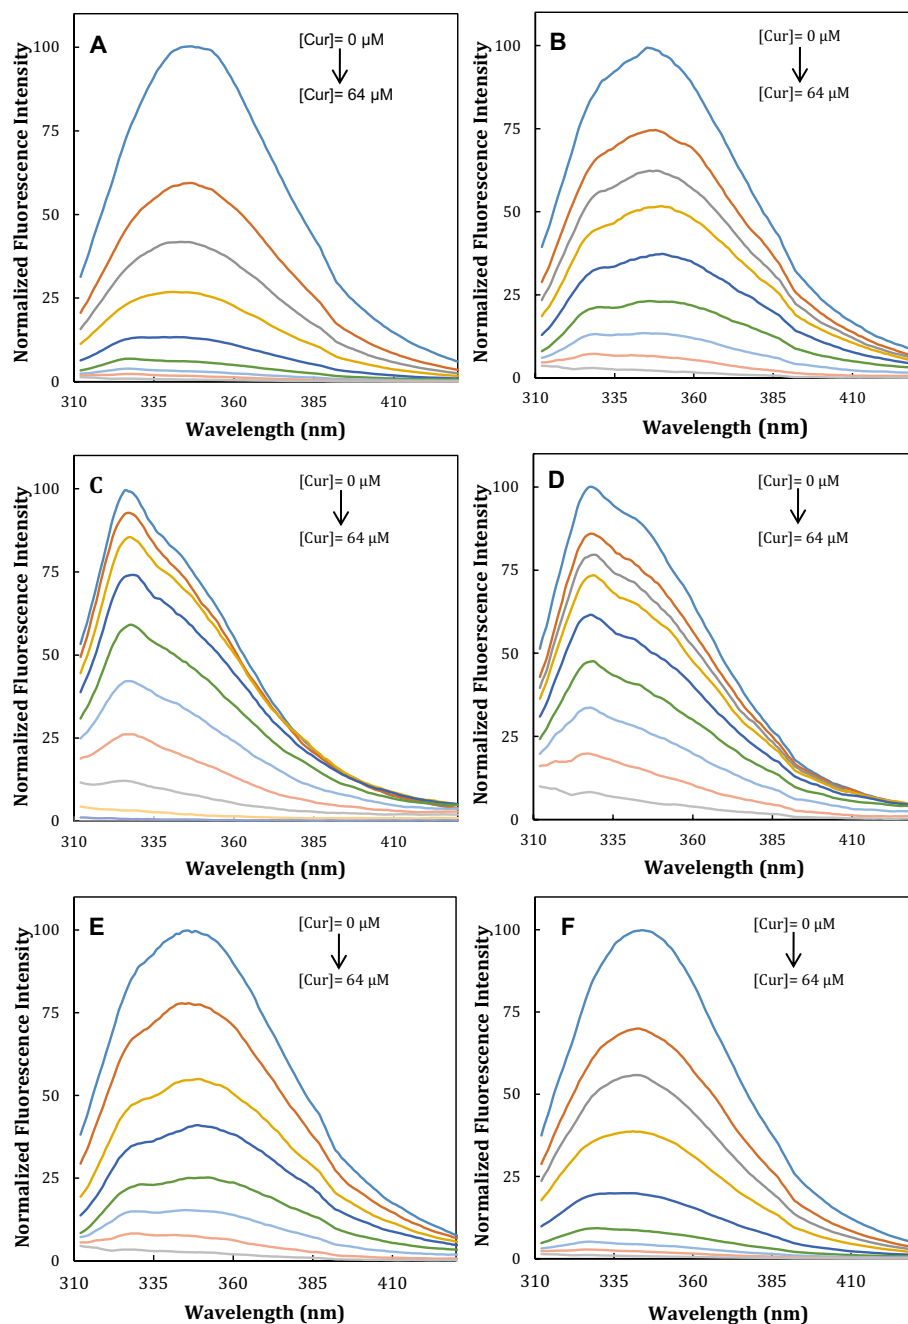 A
[Cur]= 0 µM
[Cur]= 64 µM
Normalized Fluorescence Intensity
100
75
50
25
0
310 335 360 385 410
Wavelength (nm)
B
[Cur]= 0 µM
[Cur]= 64 µM
Normalized Fluorescence Intensity
100
75
50
25
0
310 335 360 385 410
Wavelength (nm)
C
[Cur]= 0 µM
[Cur]= 64 µM
Normalized Fluorescence Intensity
100
75
50
25
0
310 335 360 385 410
Wavelength (nm)
D
[Cur]= 0 µM
[Cur]= 64 µM
Normalized Fluoerscence Intensity
100
75
50
25
0
310 335 360 385 410
Wavelength (nm)
E
[Cur]= 0 µM
[Cur]= 64 µM
Normalized Fluorescence Intensity
100
75
50
25
0
310 335 360 385 410
Wavelength (nm)
F
[Cur]= 0 µM
[Cur]= 64 µM
Normalized Fluorescence Intensity
100
75
50
25
0
310 335 360 385 410
Wavelength (nm)